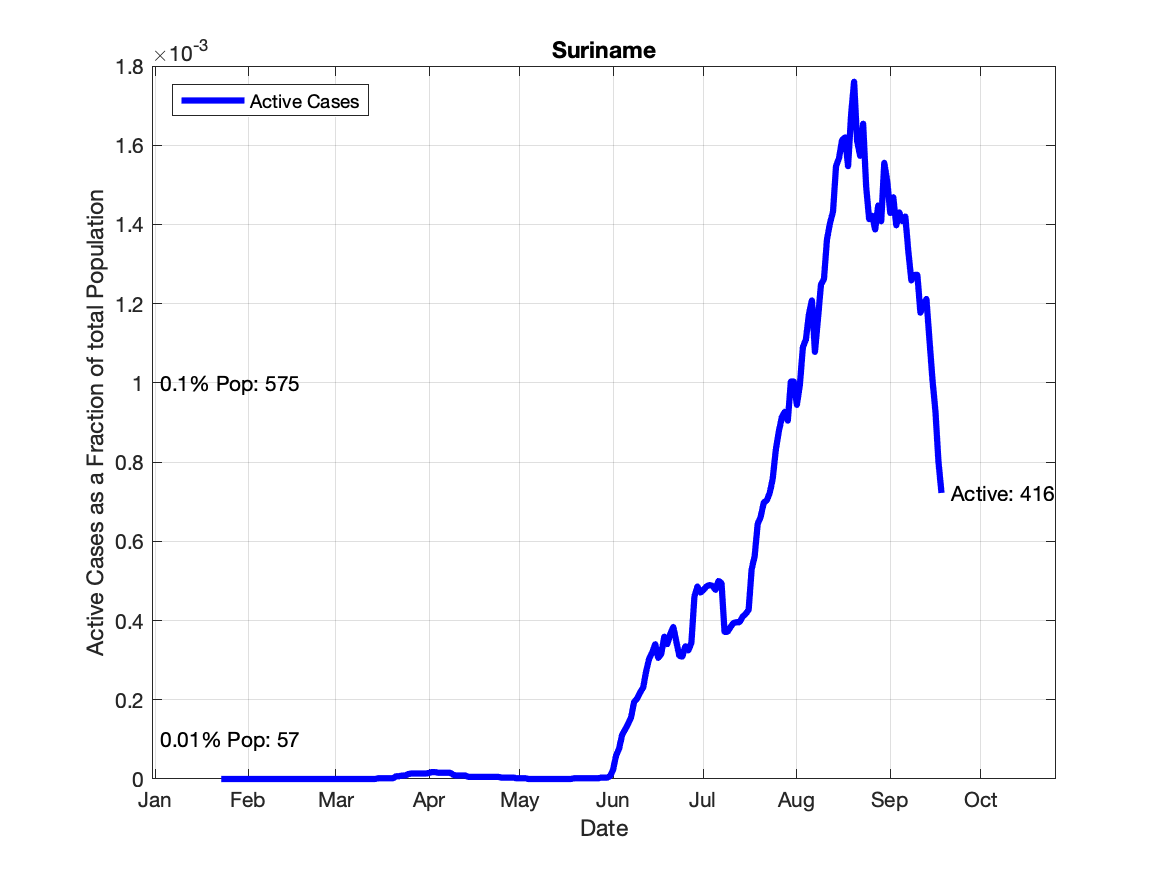 Suriname
×10-3
1.8
1.6
1.4
1.2
1
0.8
0.6
0.4
0.2
0
Active Cases as a Fraction of total Population
Active Cases
0.1% Pop: 575
Active: 416
0.01% Pop: 57
Jan Feb Mar Apr May Jun Jul Aug Sep Oct
Date